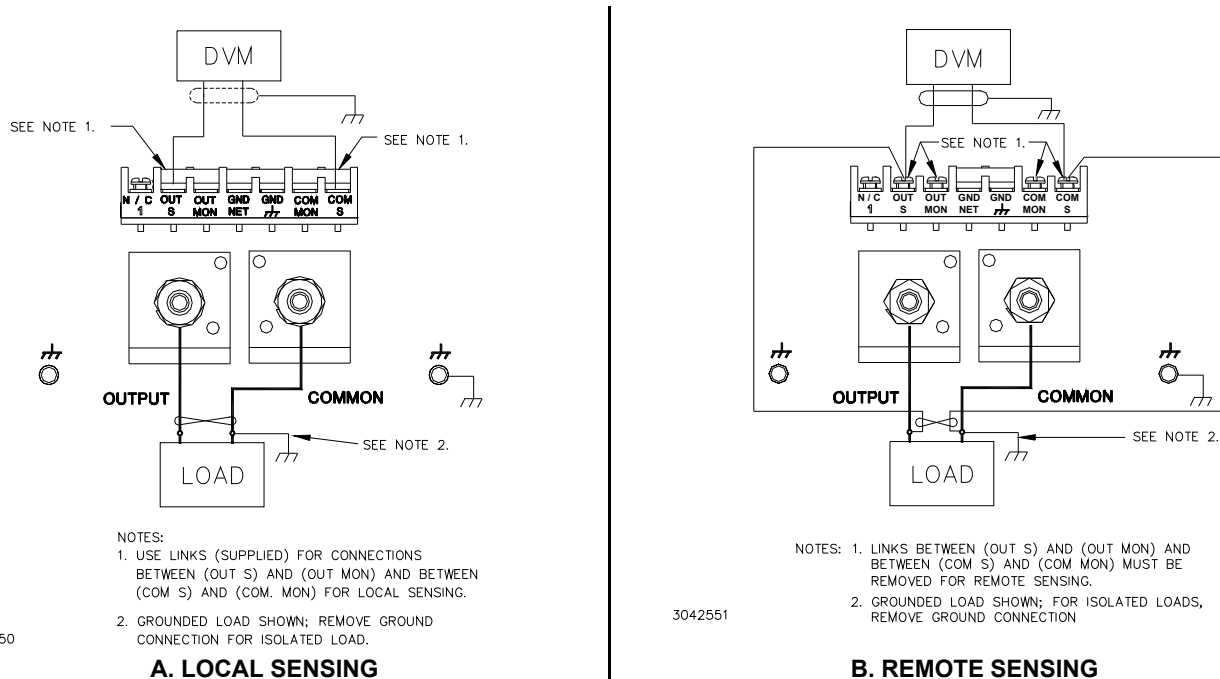 DVM
SEE NOTE 1.
SEE NOTE 1.
N / C OUT OUT GND GND COM COM
1 S MON NET MON S
OUTPUT
COMMON
SEE NOTE 2.
LOAD
NOTES:
1. USE LINKS (SUPPLIED) FOR CONNECTIONS
BETWEEN (OUT S) AND (OUT MON) AND BETWEEN
(COM S) AND (COM. MON) FOR LOCAL SENSING.
2. GROUNDED LOAD SHOWN; REMOVE GROUND
CONNECTION FOR ISOLATED LOAD.
50
A. LOCAL SENSING
DVM
SEE NOTE 1.
N / C OUT OUT GND GND COM COM
1 S MON NET MON S
OUTPUT
COMMON
SEE NOTE 2.
LOAD
NOTES: 1. LINKS BETWEEN (OUT S) AND (OUT MON) AND
BETWEEN (COM S) AND (COM MON) MUST BE
REMOVED FOR REMOTE SENSING.
2. GROUNDED LOAD SHOWN; FOR ISOLATED LOADS,
REMOVE GROUND CONNECTION
3042551
B. REMOTE SENSING